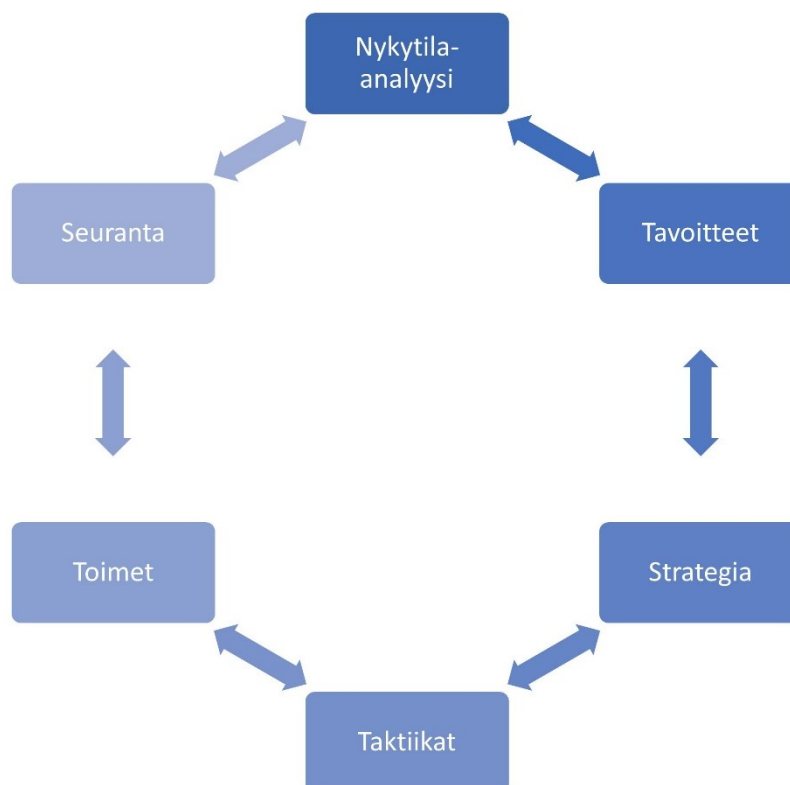 Nykytila-
analyysi
Seuranta
Tavoitteet
Toimet
Strategia
Taktiikat